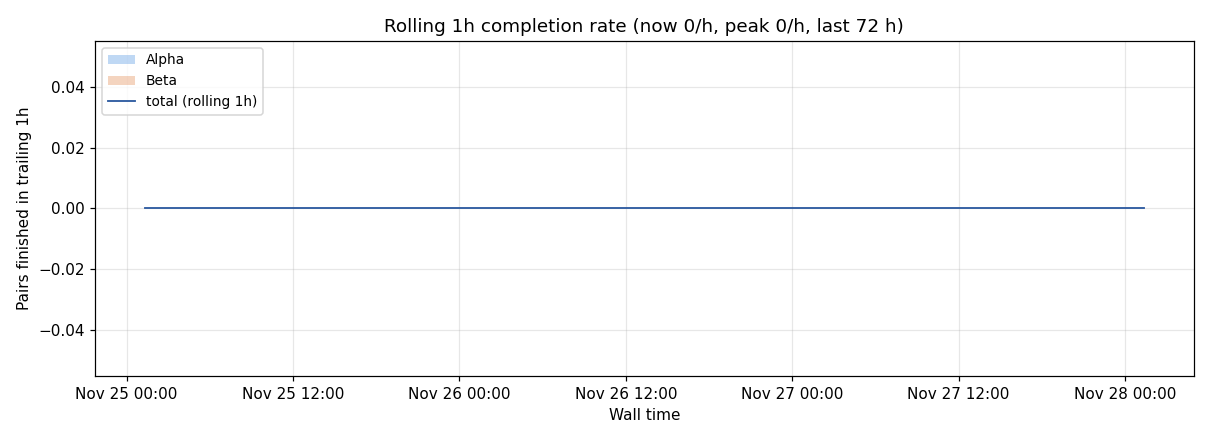 Rolling 1h completion rate (now 0/h, peak 0/h, last 72 h)
Alpha
Beta
total (rolling 1h)
Pairs finished in trailing 1h
0.04
0.02
0.00
−0.02
−0.04
Nov 25 00:00 Nov 25 12:00 Nov 26 00:00 Nov 26 12:00 Nov 27 00:00 Nov 27 12:00 Nov 28 00:00
Wall time